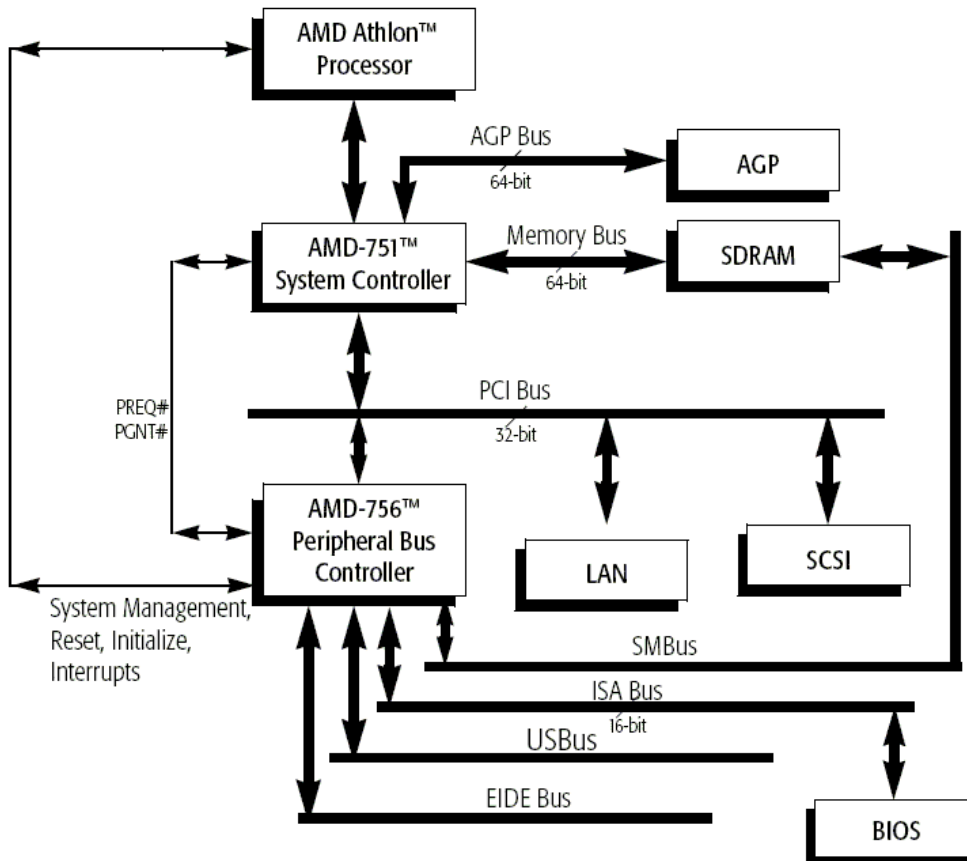 AMD Athlon™
Processor
AGP Bus
64-bit
AGP
AMD-751™
System Controller
Memory Bus
64-bit
SDRAM
PCI Bus
32-bit
PREQ#
PGNT#
AMD-756™
Peripheral Bus
Controller
LAN
SCSI
System Management,
Reset, Initialize,
Interrupts
SMBus
ISA Bus
16-bit
USBus
EIDE Bus
BIOS